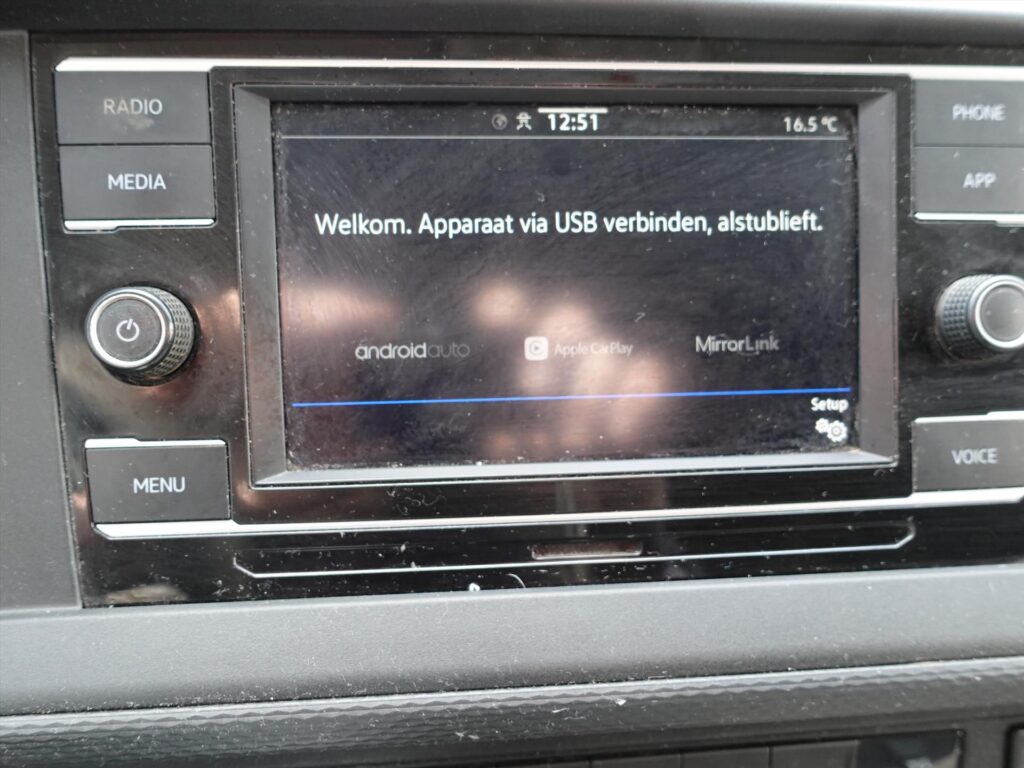 RADIO
MEDIA
MENU
12:51
16.5 °C
Welkom. Apparaat via USB verbinden, alstublieft.
androidauto
Apple CarPlay
MirrorLink
Setup
PHONE
APP
VOICE